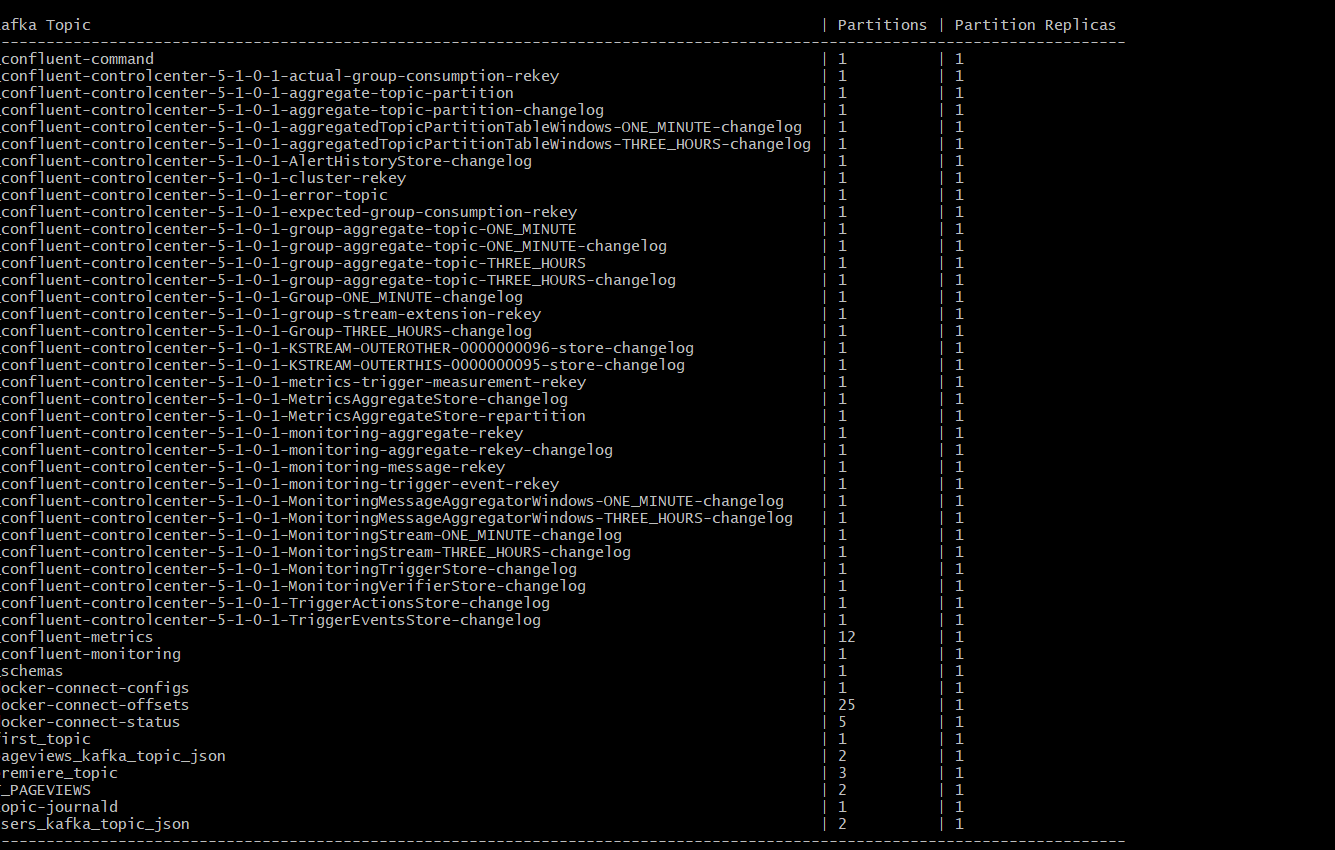 afka Topic | Partitions | Partition Replicas
--------------------------------------------------------------------------------------------------------------------------
confluent-command | 1 | 1
confluent-controlcenter-5-1-0-1-actual-group-consumption-rekey | 1 | 1
confluent-controlcenter-5-1-0-1-aggregate-topic-partition | 1 | 1
confluent-controlcenter-5-1-0-1-aggregate-topic-partition-changelog | 1 | 1
confluent-controlcenter-5-1-0-1-aggregatedTopicPartitionTableWindows-ONE_MINUTE-changelog | 1 | 1
confluent-controlcenter-5-1-0-1-aggregatedTopicPartitionTableWindows-THREE_HOURS-changelog | 1 | 1
confluent-controlcenter-5-1-0-1-AlertHistoryStore-changelog | 1 | 1
confluent-controlcenter-5-1-0-1-cluster-rekey | 1 | 1
confluent-controlcenter-5-1-0-1-error-topic | 1 | 1
confluent-controlcenter-5-1-0-1-expected-group-consumption-rekey | 1 | 1
confluent-controlcenter-5-1-0-1-group-aggregate-topic-ONE_MINUTE | 1 | 1
confluent-controlcenter-5-1-0-1-group-aggregate-topic-ONE_MINUTE-changelog | 1 | 1
confluent-controlcenter-5-1-0-1-group-aggregate-topic-THREE_HOURS | 1 | 1
confluent-controlcenter-5-1-0-1-group-aggregate-topic-THREE_HOURS-changelog | 1 | 1
confluent-controlcenter-5-1-0-1-Group-ONE_MINUTE-changelog | 1 | 1
confluent-controlcenter-5-1-0-1-group-stream-extension-rekey | 1 | 1
confluent-controlcenter-5-1-0-1-Group-THREE_HOURS-changelog | 1 | 1
confluent-controlcenter-5-1-0-1-KSTREAM-OUTEROTHER-0000000096-store-changelog | 1 | 1
confluent-controlcenter-5-1-0-1-KSTREAM-OUTERTHIS-0000000095-store-changelog | 1 | 1
confluent-controlcenter-5-1-0-1-metrics-trigger-measurement-rekey | 1 | 1
confluent-controlcenter-5-1-0-1-MetricsAggregateStore-changelog | 1 | 1
confluent-controlcenter-5-1-0-1-MetricsAggregateStore-repartition | 1 | 1
confluent-controlcenter-5-1-0-1-monitoring-aggregate-rekey | 1 | 1
confluent-controlcenter-5-1-0-1-monitoring-aggregate-rekey-changelog | 1 | 1
confluent-controlcenter-5-1-0-1-monitoring-message-rekey | 1 | 1
confluent-controlcenter-5-1-0-1-monitoring-trigger-event-rekey | 1 | 1
confluent-controlcenter-5-1-0-1-MonitoringMessageAggregatorWindows-ONE_MINUTE-changelog | 1 | 1
confluent-controlcenter-5-1-0-1-MonitoringMessageAggregatorWindows-THREE_HOURS-changelog | 1 | 1
confluent-controlcenter-5-1-0-1-MonitoringStream-ONE_MINUTE-changelog | 1 | 1
confluent-controlcenter-5-1-0-1-MonitoringStream-THREE_HOURS-changelog | 1 | 1
confluent-controlcenter-5-1-0-1-MonitoringTriggerStore-changelog | 1 | 1
confluent-controlcenter-5-1-0-1-MonitoringVerifierStore-changelog | 1 | 1
confluent-controlcenter-5-1-0-1-TriggerActionsStore-changelog | 1 | 1
confluent-controlcenter-5-1-0-1-TriggerEventsStore-changelog | 1 | 1
confluent-metrics | 12 | 1
confluent-monitoring | 1 | 1
schemas | 1 | 1
ocker-connect-configs | 1 | 1
ocker-connect-offsets | 25 | 1
ocker-connect-status | 5 | 1
irst_topic | 1 | 1
ageviews_kafka_topic_json | 2 | 1
remiere_topic | 3 | 1
_PAGEVIEWS | 2 | 1
opic-journald | 1 | 1
sers_kafka_topic_json | 2 | 1
--------------------------------------------------------------------------------------------------------------------------